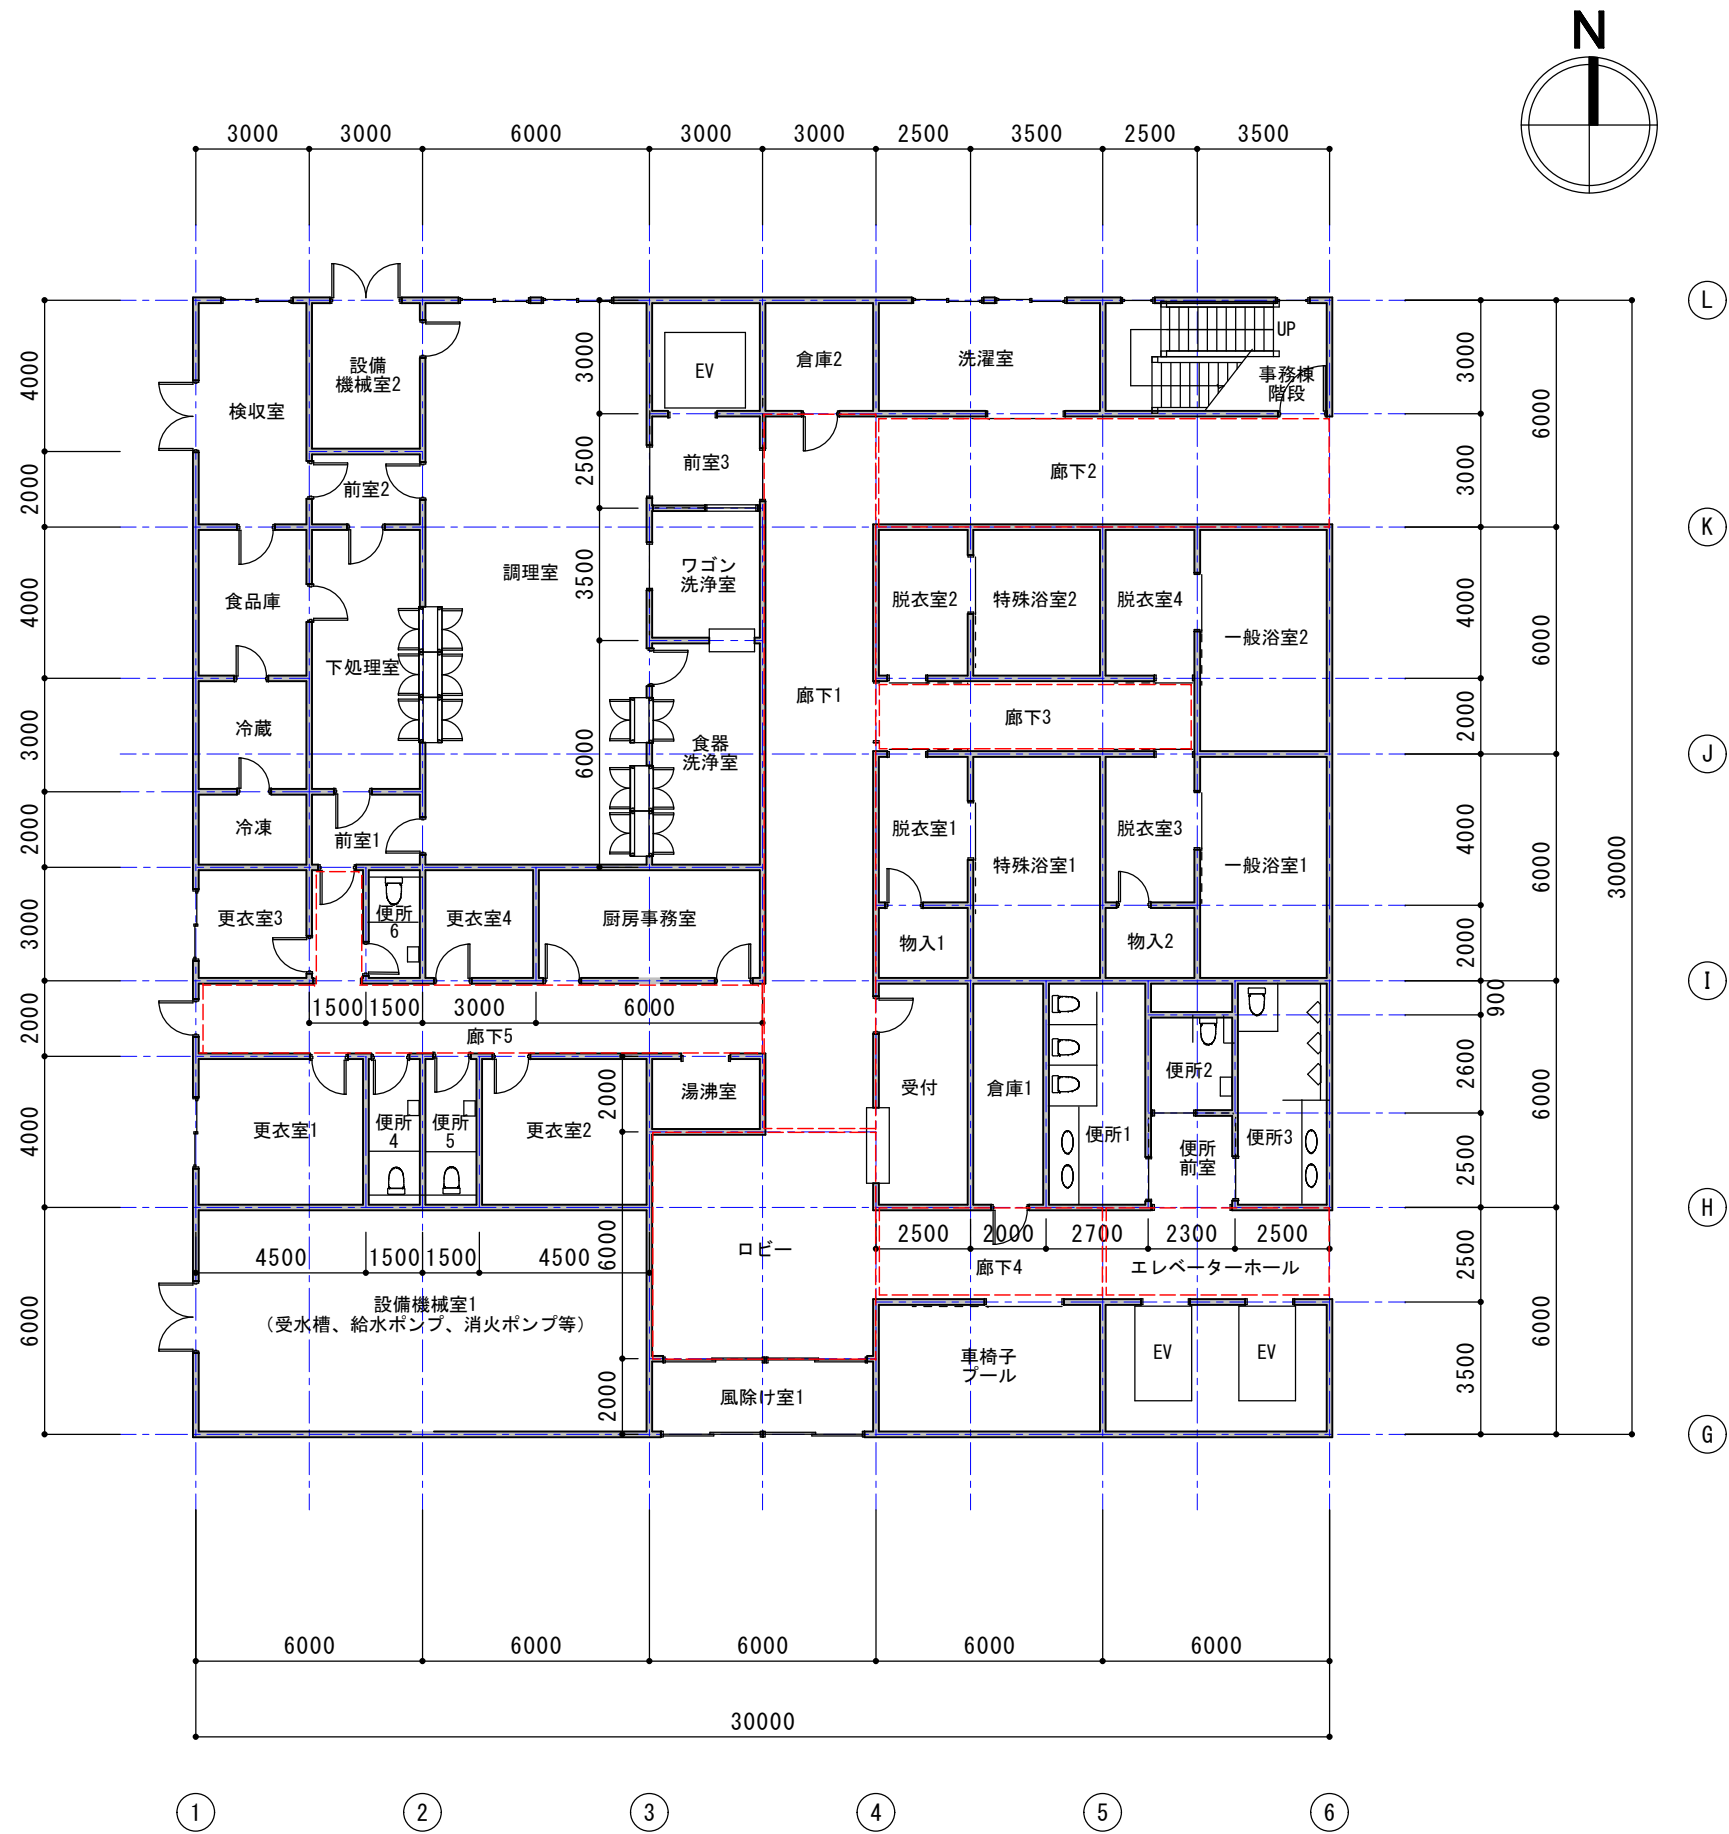 N
3000 3000 6000 3000 3000 2500 3500 2500 3500
L
4000
2000
4000
3000
2000
3000
2000
4000
6000
検収室
設備
機械室2
前室2
調理室
EV
倉庫2
洗濯室
UP
事務棟
階段
3000
2500
3500
6000
前室3
廊下2
3000
3000
6000
K
食品庫
下処理室
ワゴン
洗浄室
脱衣室2
特殊浴室2
脱衣室4
一般浴室2
4000
6000
冷蔵
食器
洗浄室
廊下1
廊下3
2000
J
冷凍
前室1
脱衣室1
特殊浴室1
脱衣室3
一般浴室1
4000
6000
30000
更衣室3
便所
6
更衣室4
厨房事務室
物入1
物入2
2000
I
1500 1500 3000 6000
廊下5
900
更衣室1
便所
4
便所
5
更衣室2
湯沸室
2000
受付
倉庫1
便所1
便所2
便所
前室
便所3
2600
2500
6000
H
4500 1500 1500 4500
6000
ロビー
2500 2000 2700 2300 2500
廊下4
エレベーターホール
2500
設備機械室1
(受水槽、給水ポンプ、消火ポンプ等)
2000
風除け室1
車椅子
プール
EV
EV
3500
6000
G
6000 6000 6000 6000 6000
30000
1 2 3 4 5 6